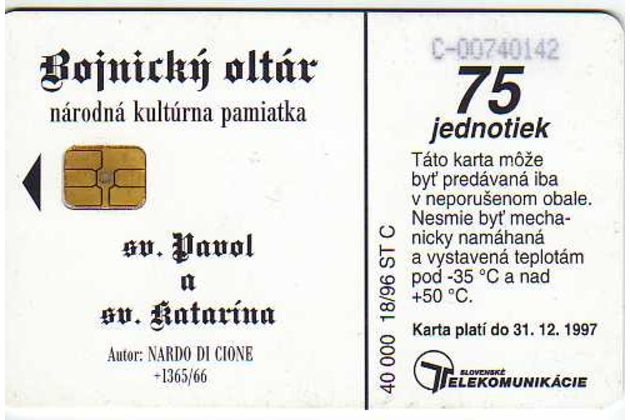 Bojnický oltár
národná kultúrna pamiatka
sv. Pavol
a
sv. Katarína
Autor: NARDO DI CIONE
+1365/66
40 000 18/96 ST C
C-00740142
75
jednotiek
Táto karta môže
byť predávaná iba
v neporušenom obale.
Nesmie byť mecha-
nicky namáhaná
a vystavená teplotám
pod -35 °C a nad
+50 °C.
Karta platí do 31. 12. 1997
SLOVENSKÉ
TELEKOMUNIKÁCIE